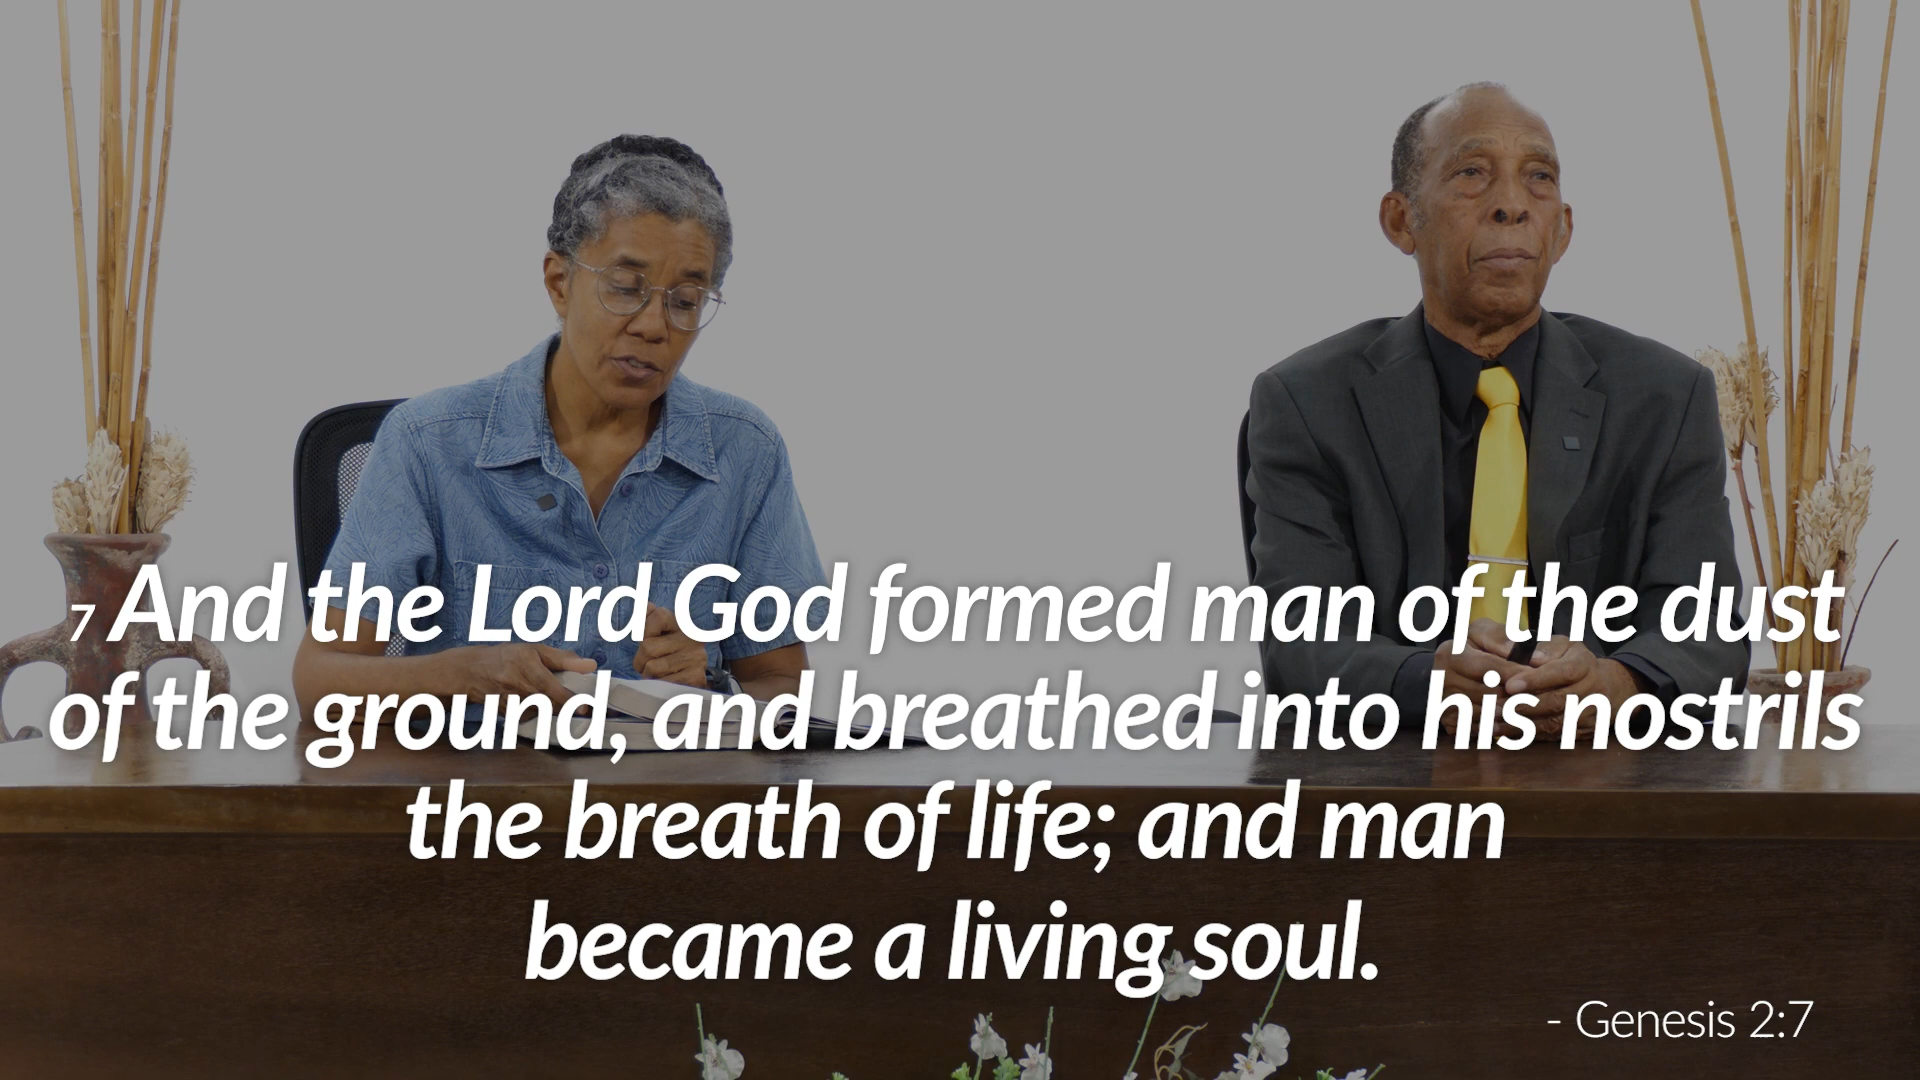 7 And the Lord God formed man of the dust
of the ground, and breathed into his nostrils
the breath of life; and man
became a living soul.
- Genesis 2:7